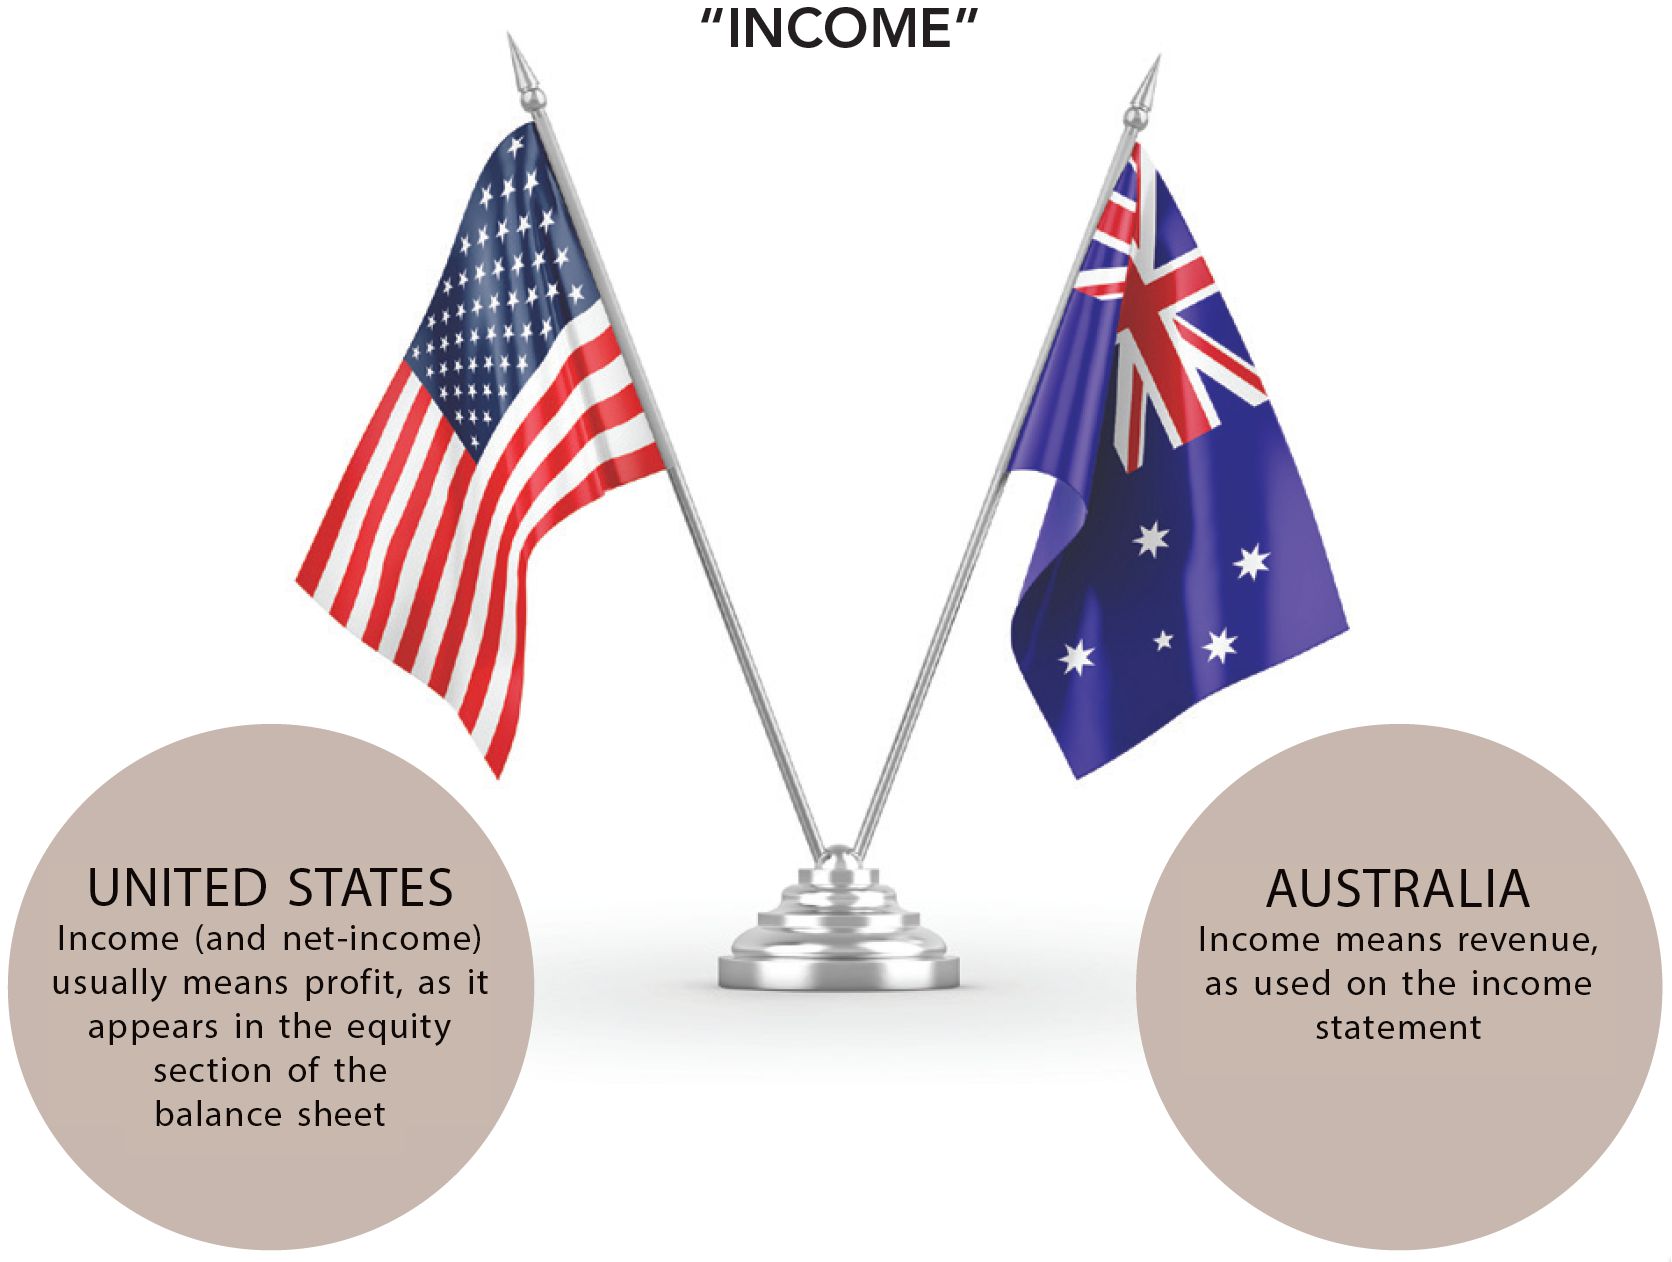 “INCOME”
UNITED STATES
Income (and net-income)
usually means profit, as it
appears in the equity
section of the
balance sheet
AUSTRALIA
Income means revenue,
as used on the income
statement